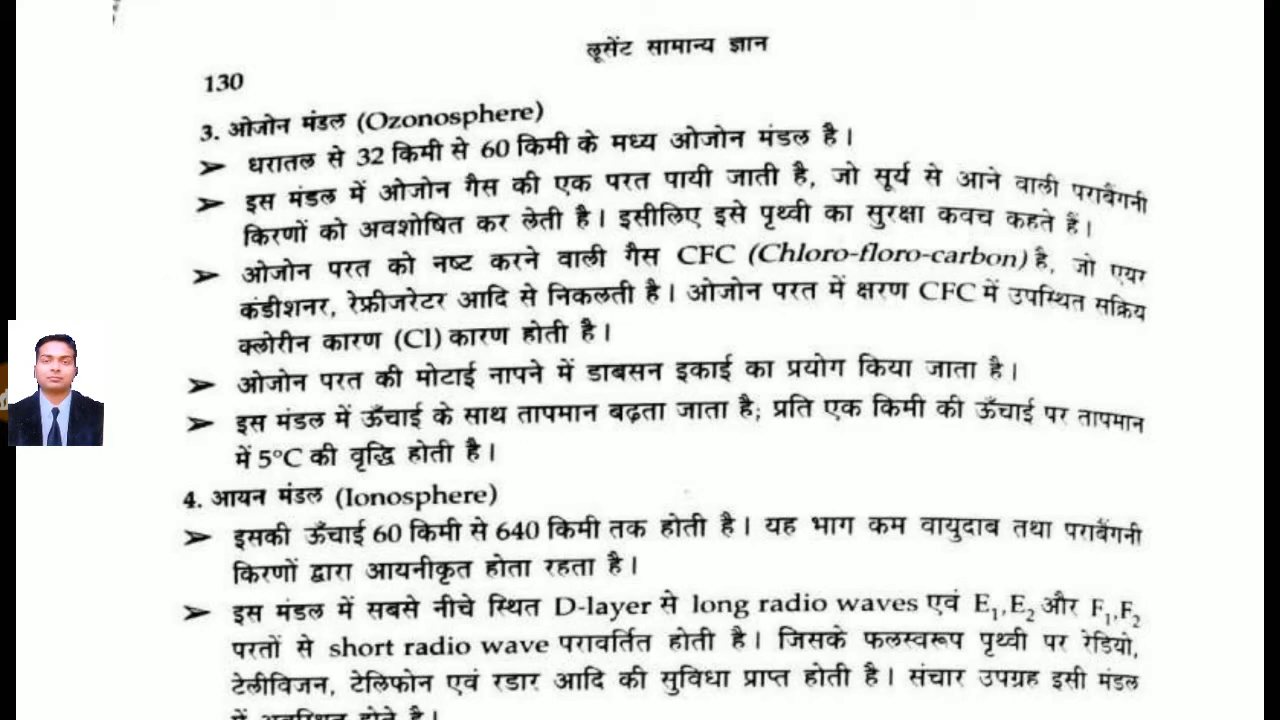 लूसेंट सामान्य ज्ञान
130
3. ओजोन मंडल (Ozonosphere)
➢ धरातल से 32 किमी से 60 किमी के मध्य ओजोन मंडल है।
➢ इस मंडल में ओजोन गैस की एक परत पायी जाती है, जो सूर्य से आने वाली पराबैंगनी
किरणों को अवशोषित कर लेती है। इसीलिए इसे पृथ्वी का सुरक्षा कवच कहते हैं।
➢ ओजोन परत को नष्ट करने वाली गैस CFC (Chloro-floro-carbon) है, जो एयर
कंडीशनर, रेफ्रीजरेटर आदि से निकलती है। ओजोन परत में क्षरण CFC में उपस्थित सक्रिय
क्लोरीन कारण (Cl) कारण होती है।
➢ ओजोन परत की मोटाई नापने में डाबसन इकाई का प्रयोग किया जाता है।
➢ इस मंडल में ऊँचाई के साथ तापमान बढ़ता जाता है; प्रति एक किमी की ऊँचाई पर तापमान
में 5°C की वृद्धि होती है।
4. आयन मंडल (Ionosphere)
➢ इसकी ऊँचाई 60 किमी से 640 किमी तक होती है। यह भाग कम वायुदाब तथा पराबैंगनी
किरणों द्वारा आयनीकृत होता रहता है।
➢ इस मंडल में सबसे नीचे स्थित D-layer से long radio waves एवं E₁,E₂ और F₁,F₂
परतों से short radio wave परावर्तित होती है। जिसके फलस्वरूप पृथ्वी पर रेडियो,
टेलीविजन, टेलिफोन एवं रडार आदि की सुविधा प्राप्त होती है। संचार उपग्रह इसी मंडल
में अवस्थित होते है।